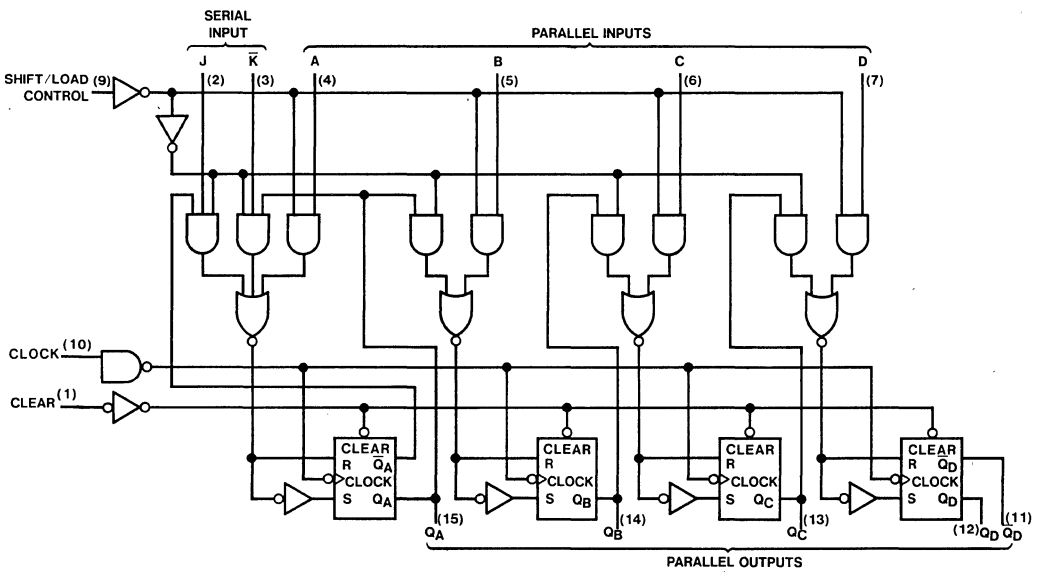 SERIAL
INPUT
PARALLEL INPUTS
J K̅ A B C D
SHIFT/LOAD (9) (2) (3) (4) (5) (6) (7)
CONTROL
CLOCK (10)
CLEAR (1)
CLEAR CLEAR CLEAR CLEAR
R Q̅A R R R Q̅D
CLOCK CLOCK CLOCK CLOCK
S QA S QB S QC S QD
(15) (14) (13) (12) (11)
QA QB QC QD Q̅D
PARALLEL OUTPUTS